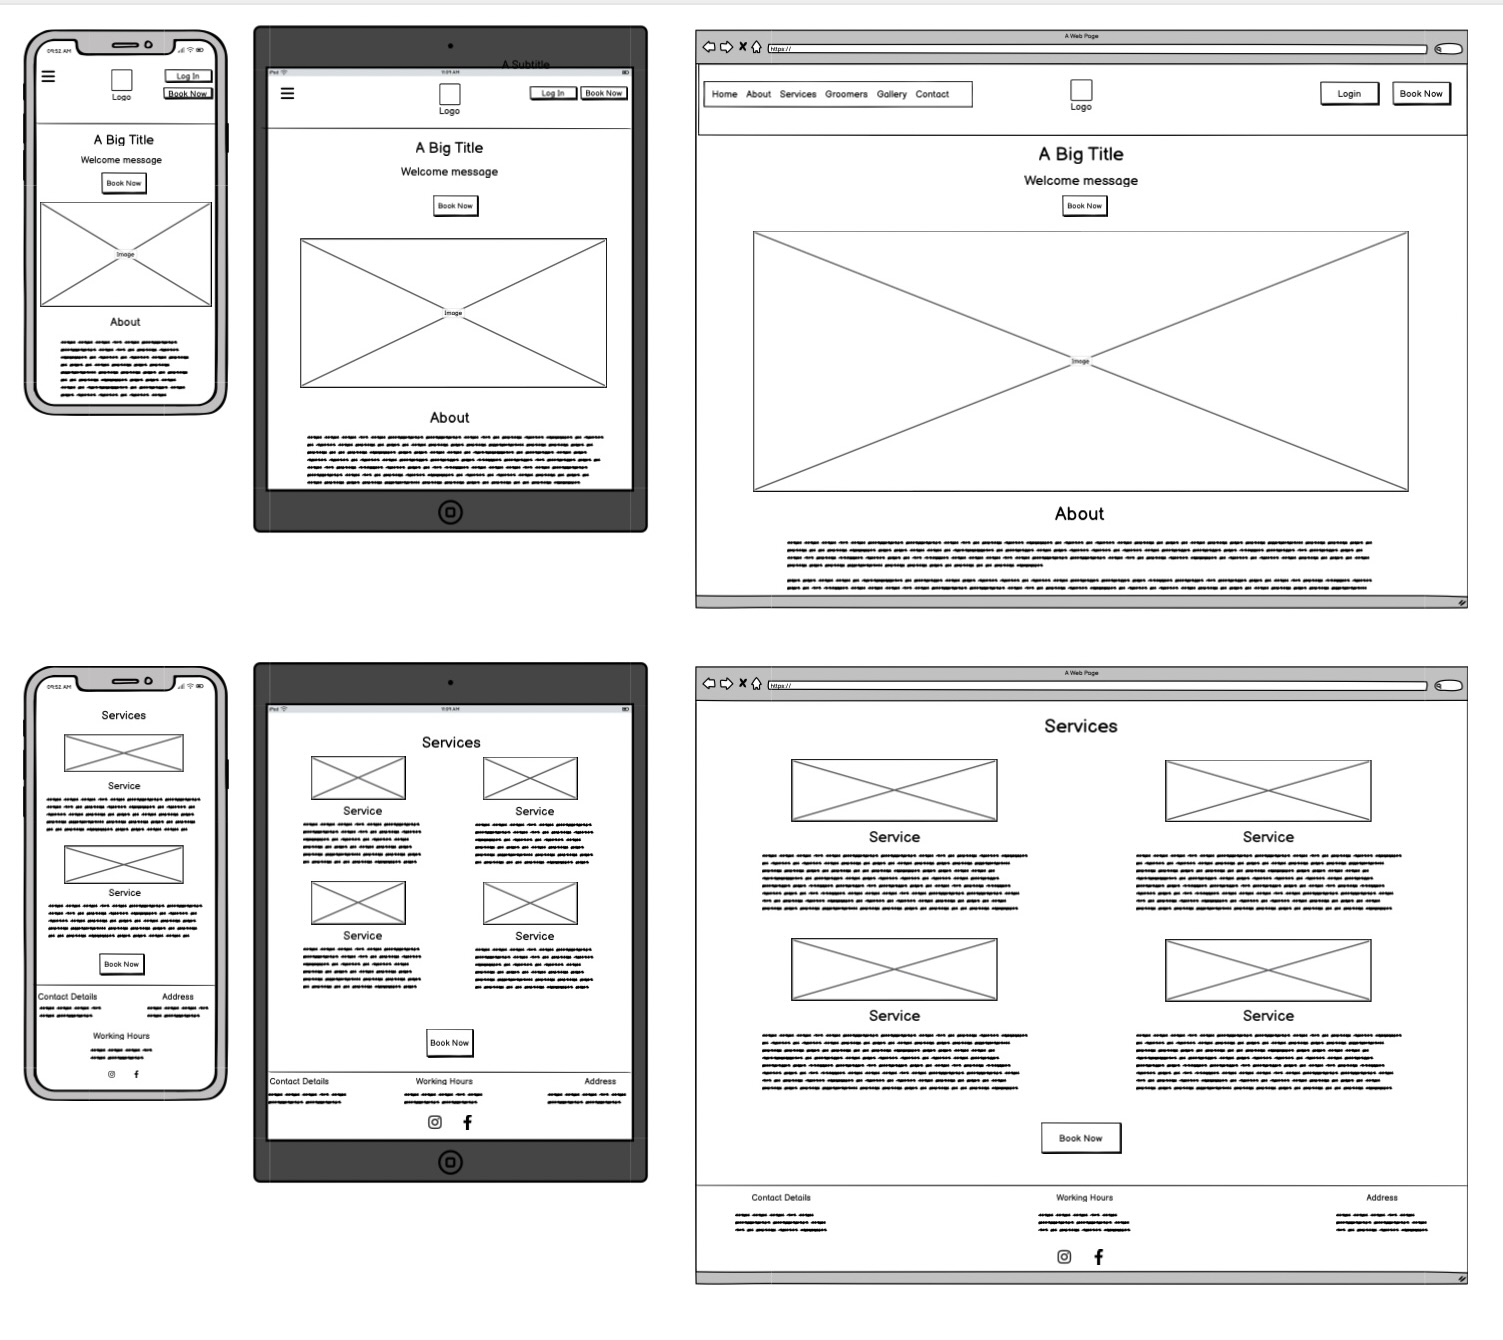 09:52 AM
Log In
Logo
Book Now
A Big Title
Welcome message
Book Now
Image
About
A Subtitle
iPad
9:09 AM
Log In
Book Now
Logo
A Big Title
Welcome message
Book Now
Image
About
A Web Page
https://
Home About Services Groomers Gallery Contact
Logo
Login
Book Now
A Big Title
Welcome message
Book Now
Image
About
09:52 AM
Services
Service
Service
Book Now
Contact Details
Address
Working Hours
iPad
9:09 AM
Services
Service
Service
Service
Service
Book Now
Contact Details
Working Hours
Address
A Web Page
https://
Services
Service
Service
Service
Service
Book Now
Contact Details
Working Hours
Address